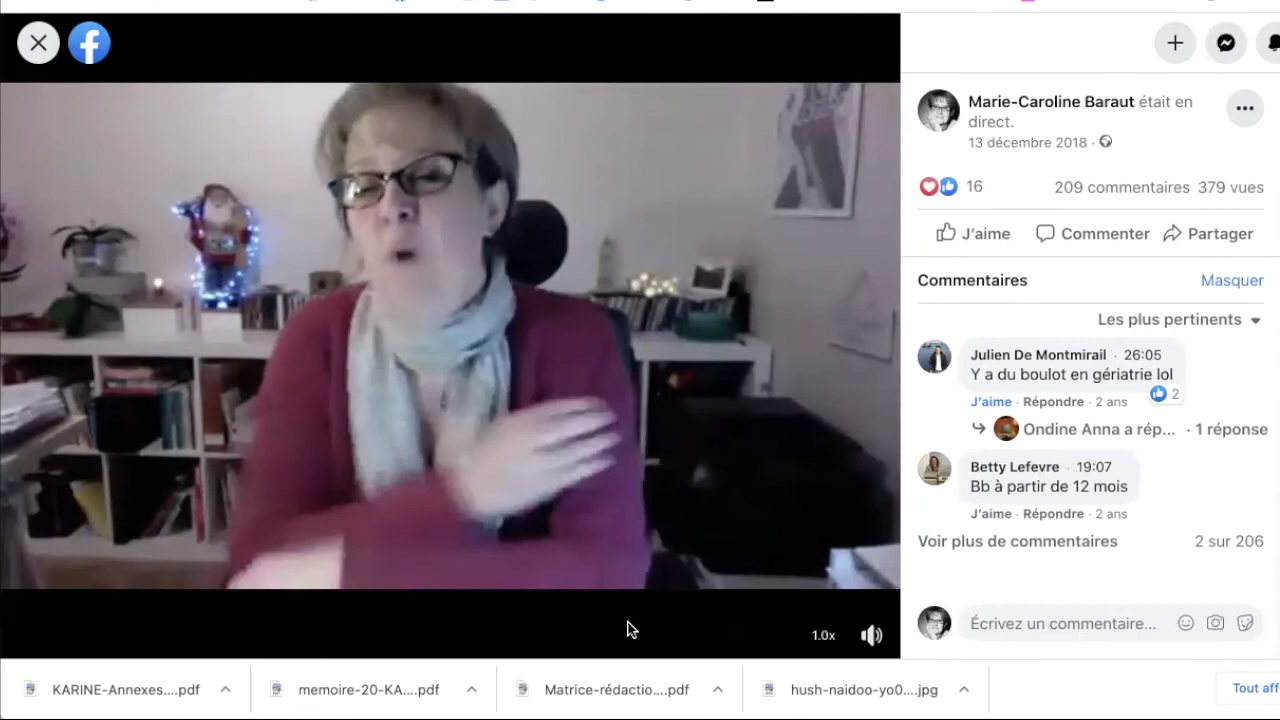 Marie-Caroline Baraut était en
direct.
13 décembre 2018 ·
16
209 commentaires 379 vues
J'aime
Commenter
Partager
Commentaires
Masquer
Les plus pertinents
Julien De Montmirail · 26:05
Y a du boulot en gériatrie lol
2
J'aime · Répondre · 2 ans
Ondine Anna a rép... · 1 réponse
Betty Lefevre · 19:07
Bb à partir de 12 mois
J'aime · Répondre · 2 ans
Voir plus de commentaires
2 sur 206
Écrivez un commentaire...
1.0x
KARINE-Annexes....pdf
memoire-20-KA....pdf
Matrice-rédactio....pdf
hush-naidoo-yo0....jpg
Tout aff